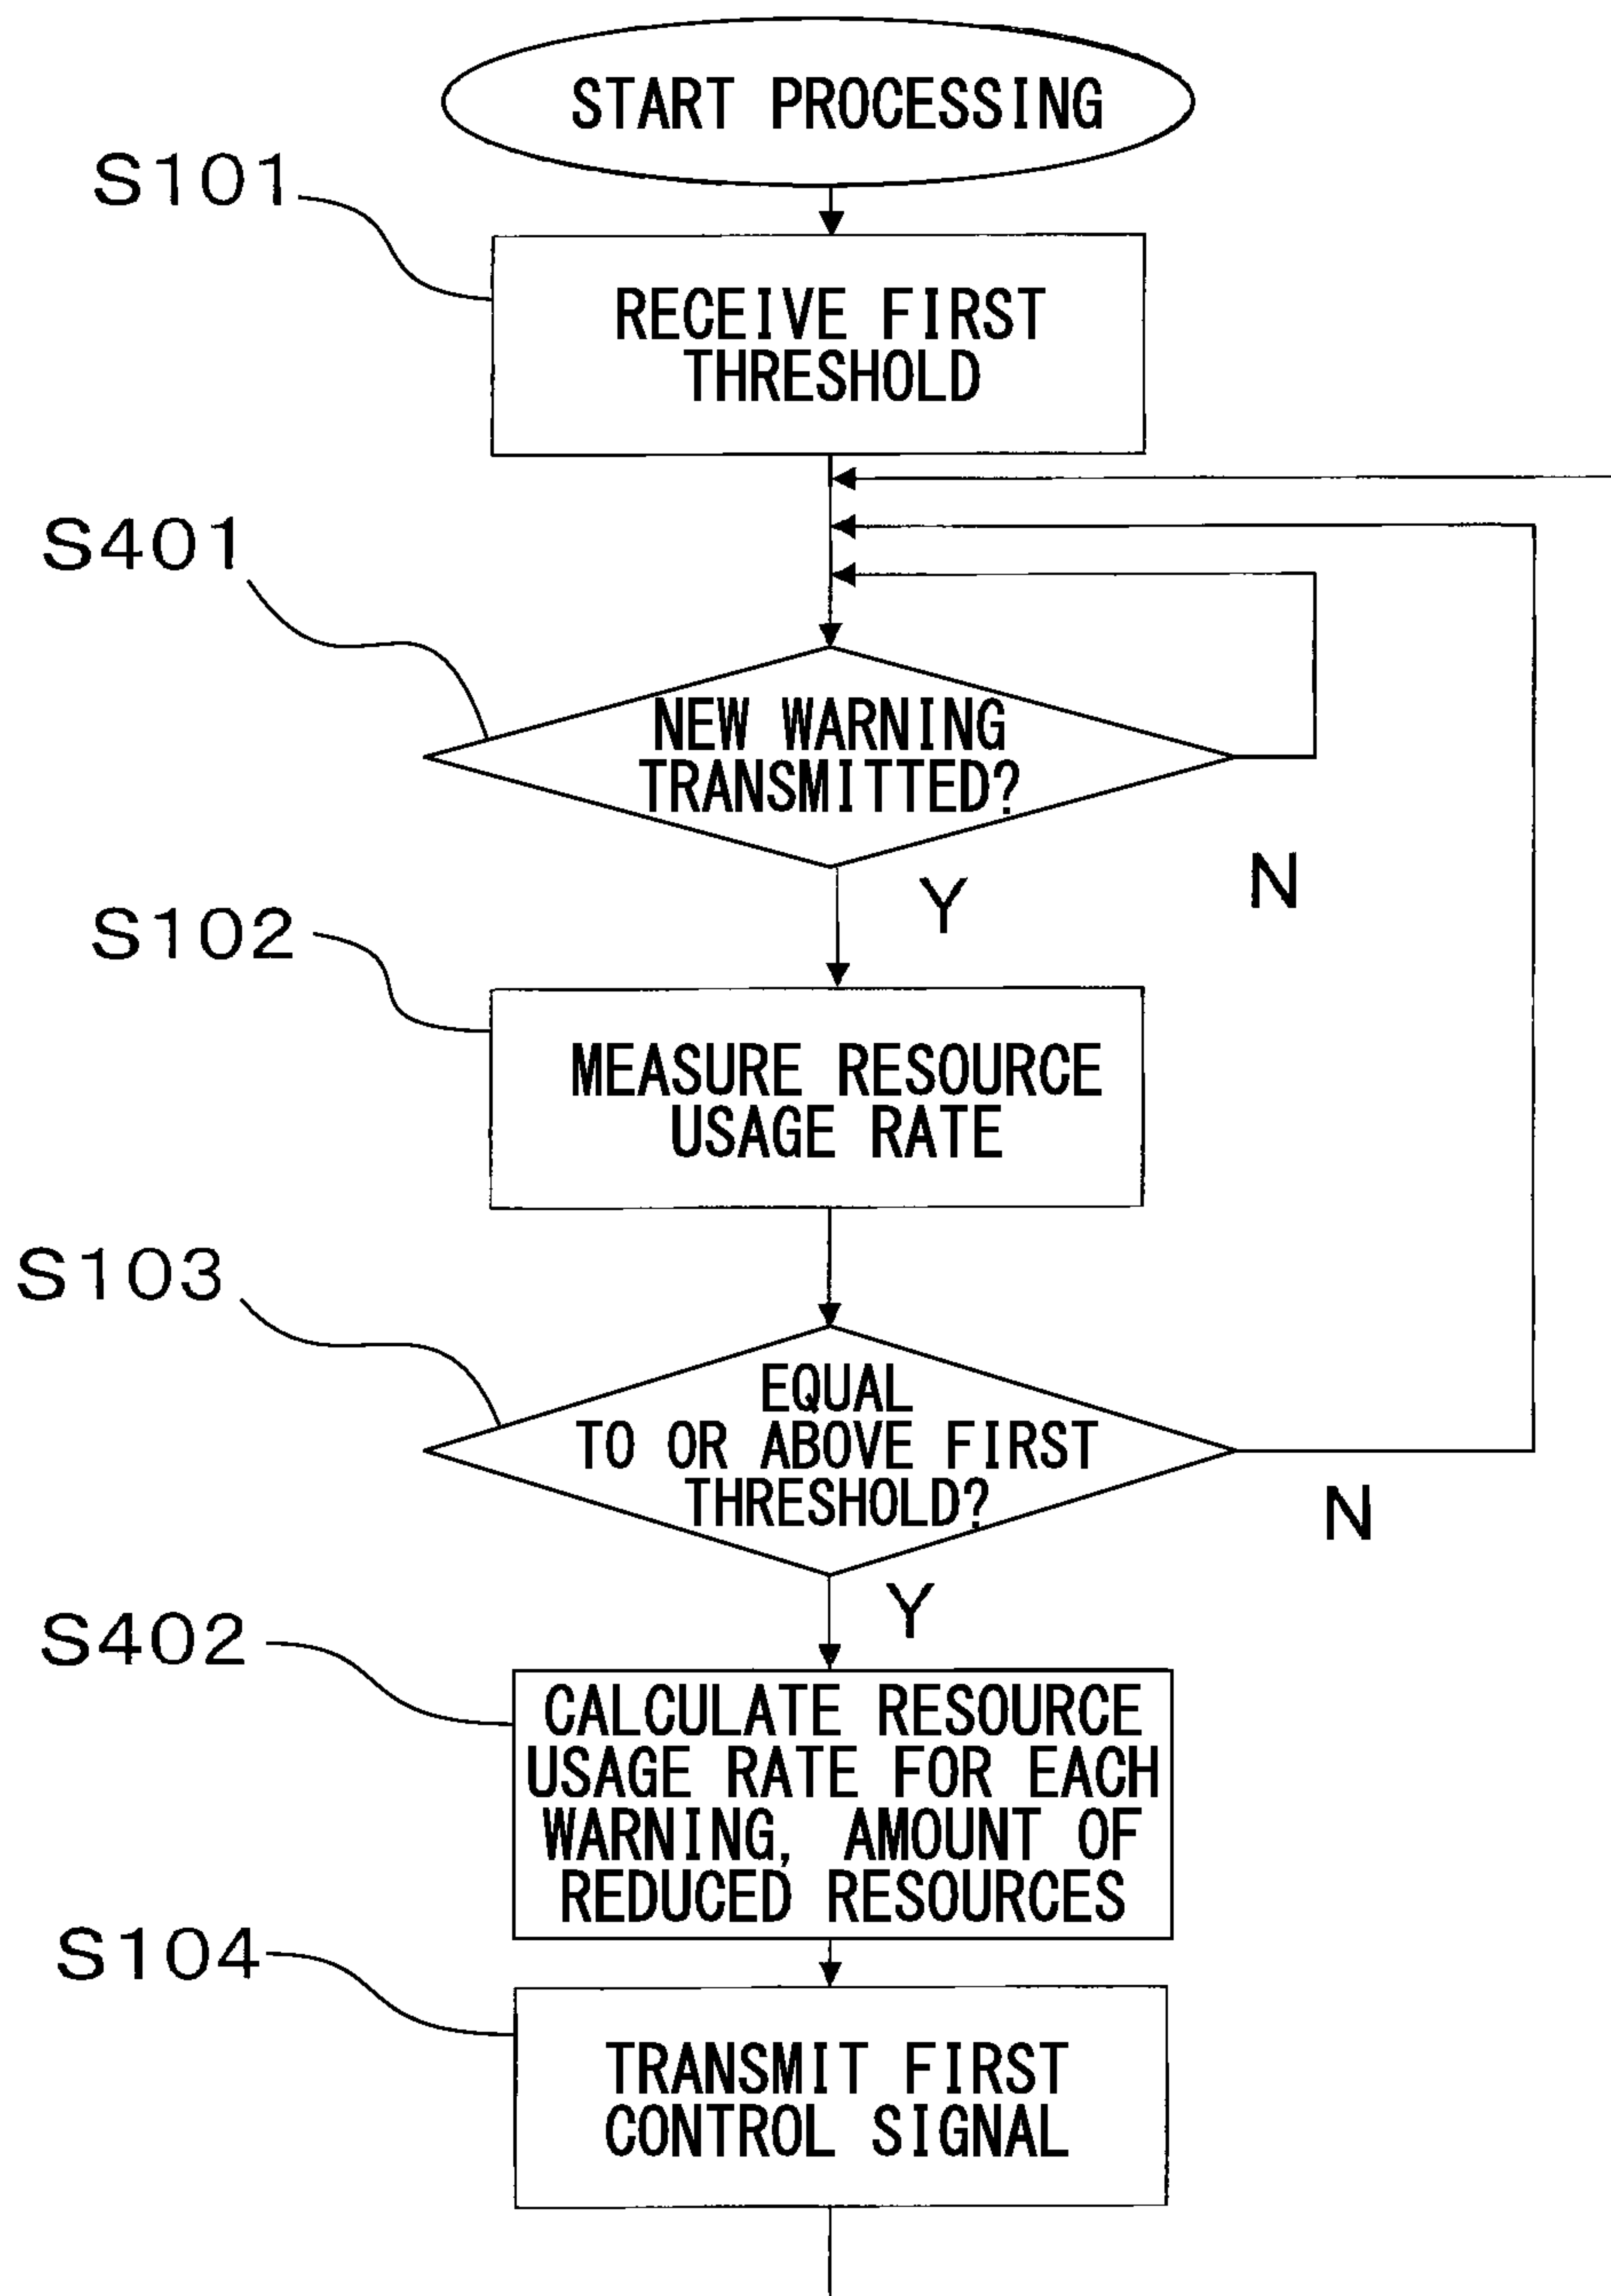 START PROCESSING
S101
RECEIVE FIRST
THRESHOLD
S401
NEW WARNING
TRANSMITTED?
N
Y
S102
MEASURE RESOURCE
USAGE RATE
S103
EQUAL
TO OR ABOVE FIRST
THRESHOLD?
N
Y
S402
CALCULATE RESOURCE
USAGE RATE FOR EACH
WARNING, AMOUNT OF
REDUCED RESOURCES
S104
TRANSMIT FIRST
CONTROL SIGNAL